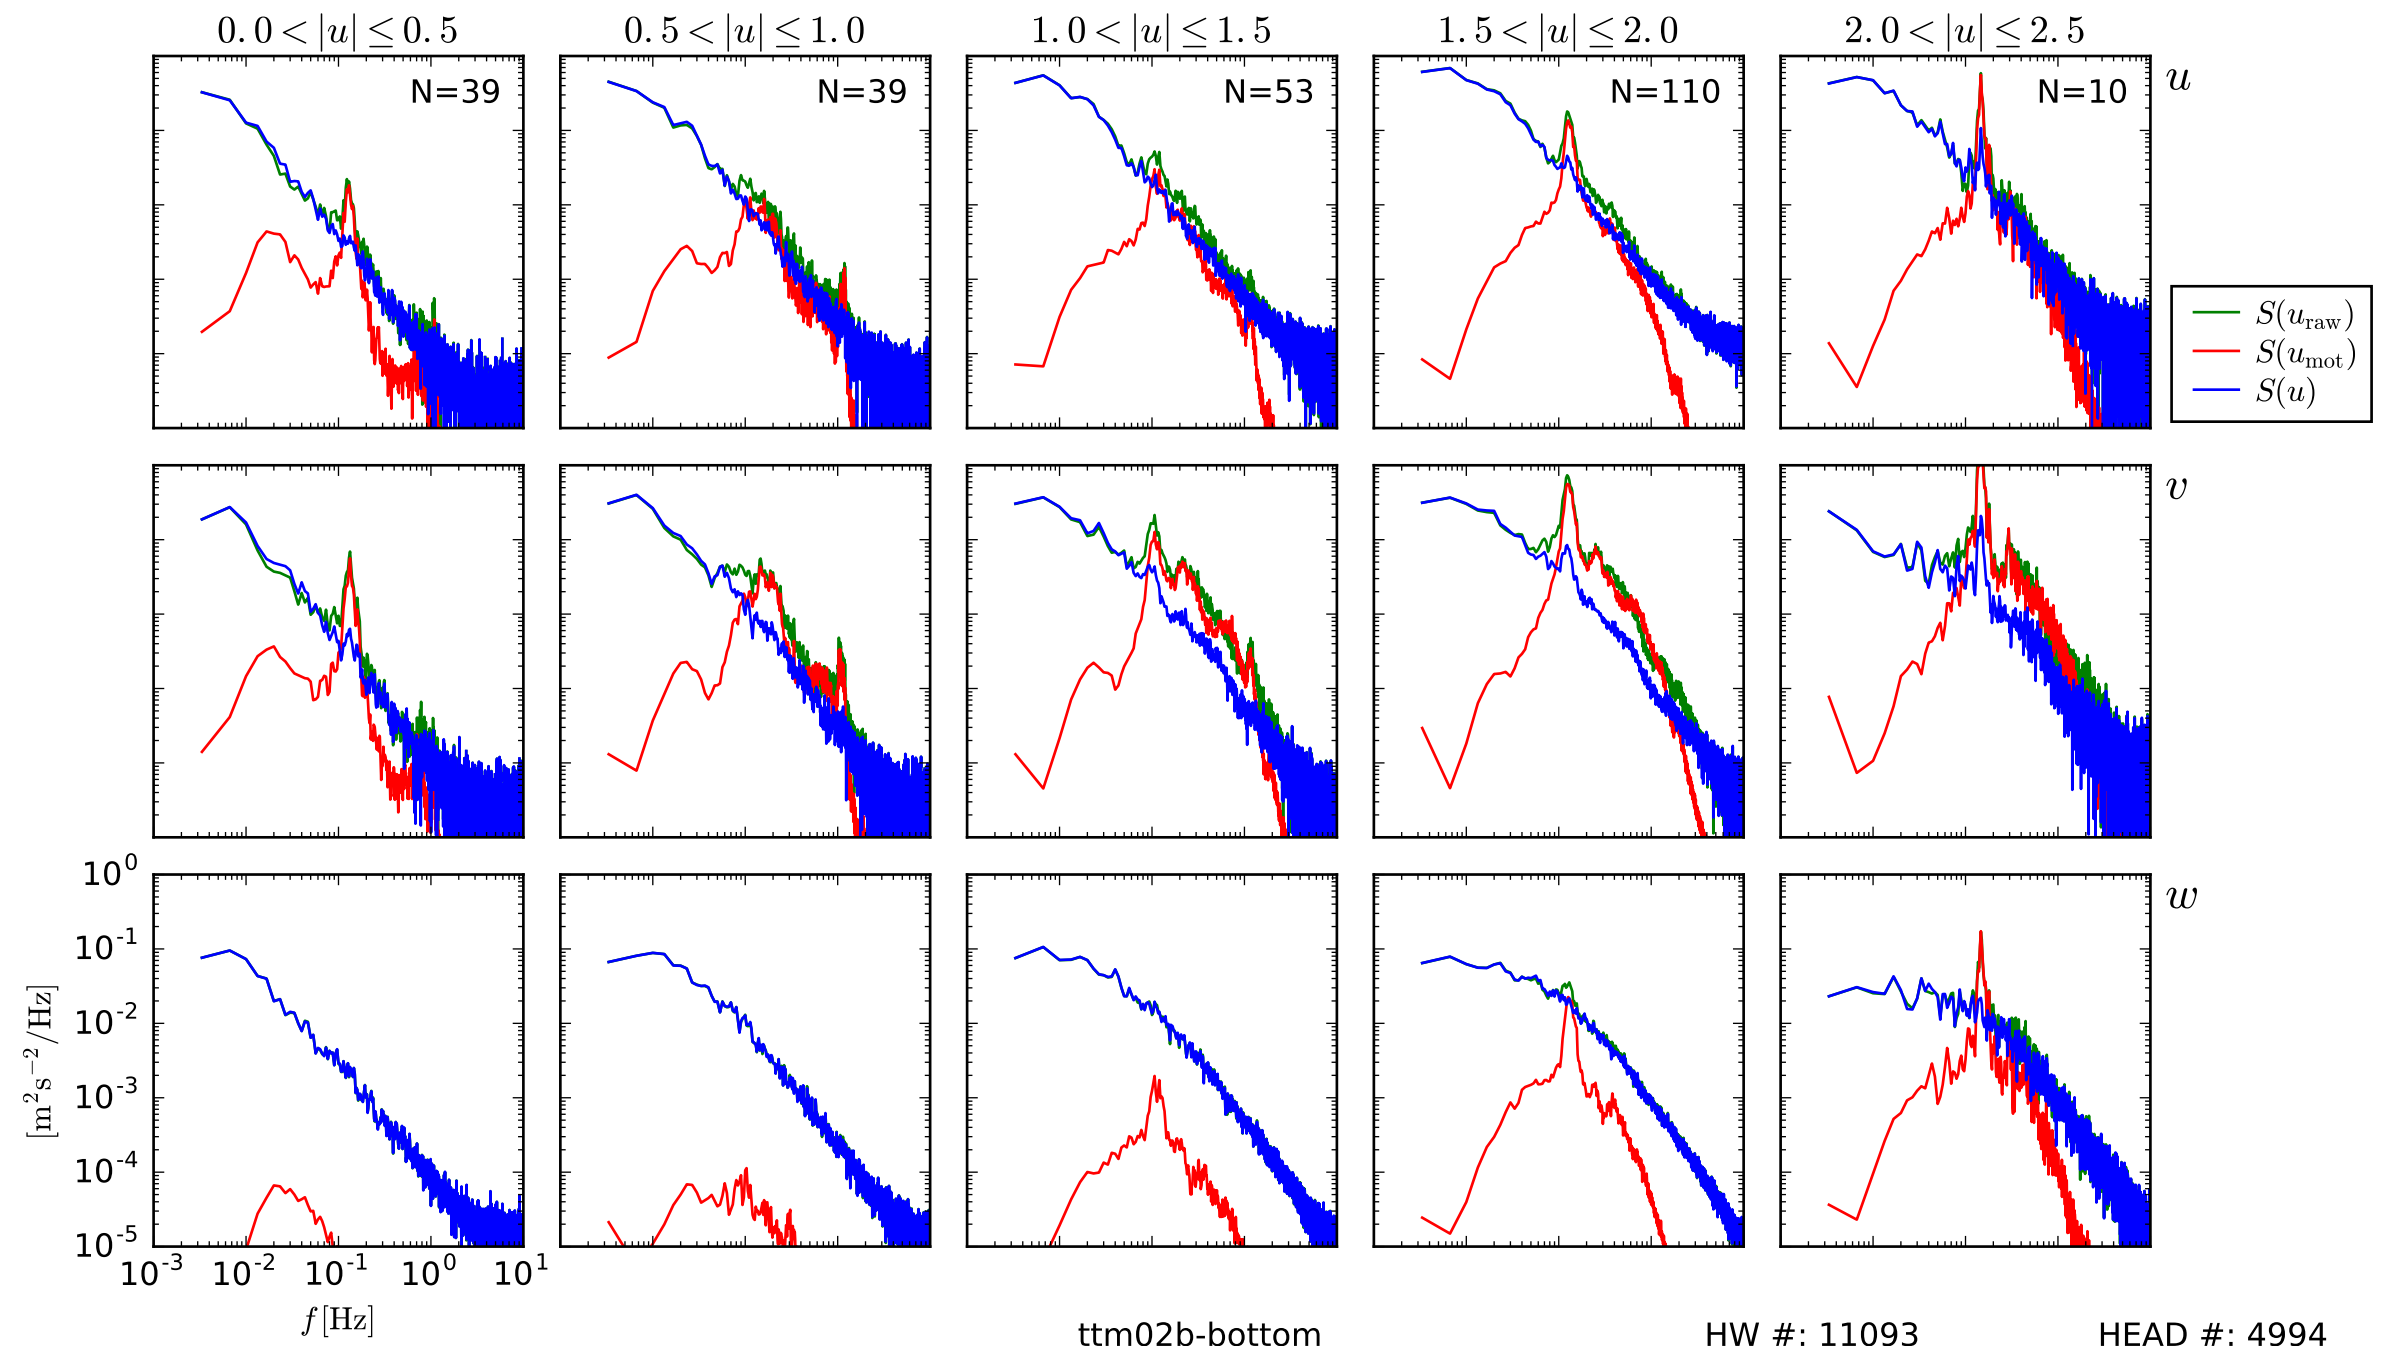 0.0 < |u| ≤ 0.5
0.5 < |u| ≤ 1.0
1.0 < |u| ≤ 1.5
1.5 < |u| ≤ 2.0
2.0 < |u| ≤ 2.5
N=39
N=39
N=53
N=110
N=10
u
S(u_raw)
S(u_mot)
S(u)
v
w
10^0
10^-1
10^-2
10^-3
10^-4
10^-5
[m²s⁻²/Hz]
10^-3
10^-2
10^-1
10^0
10^1
f [Hz]
ttm02b-bottom
HW #: 11093
HEAD #: 4994